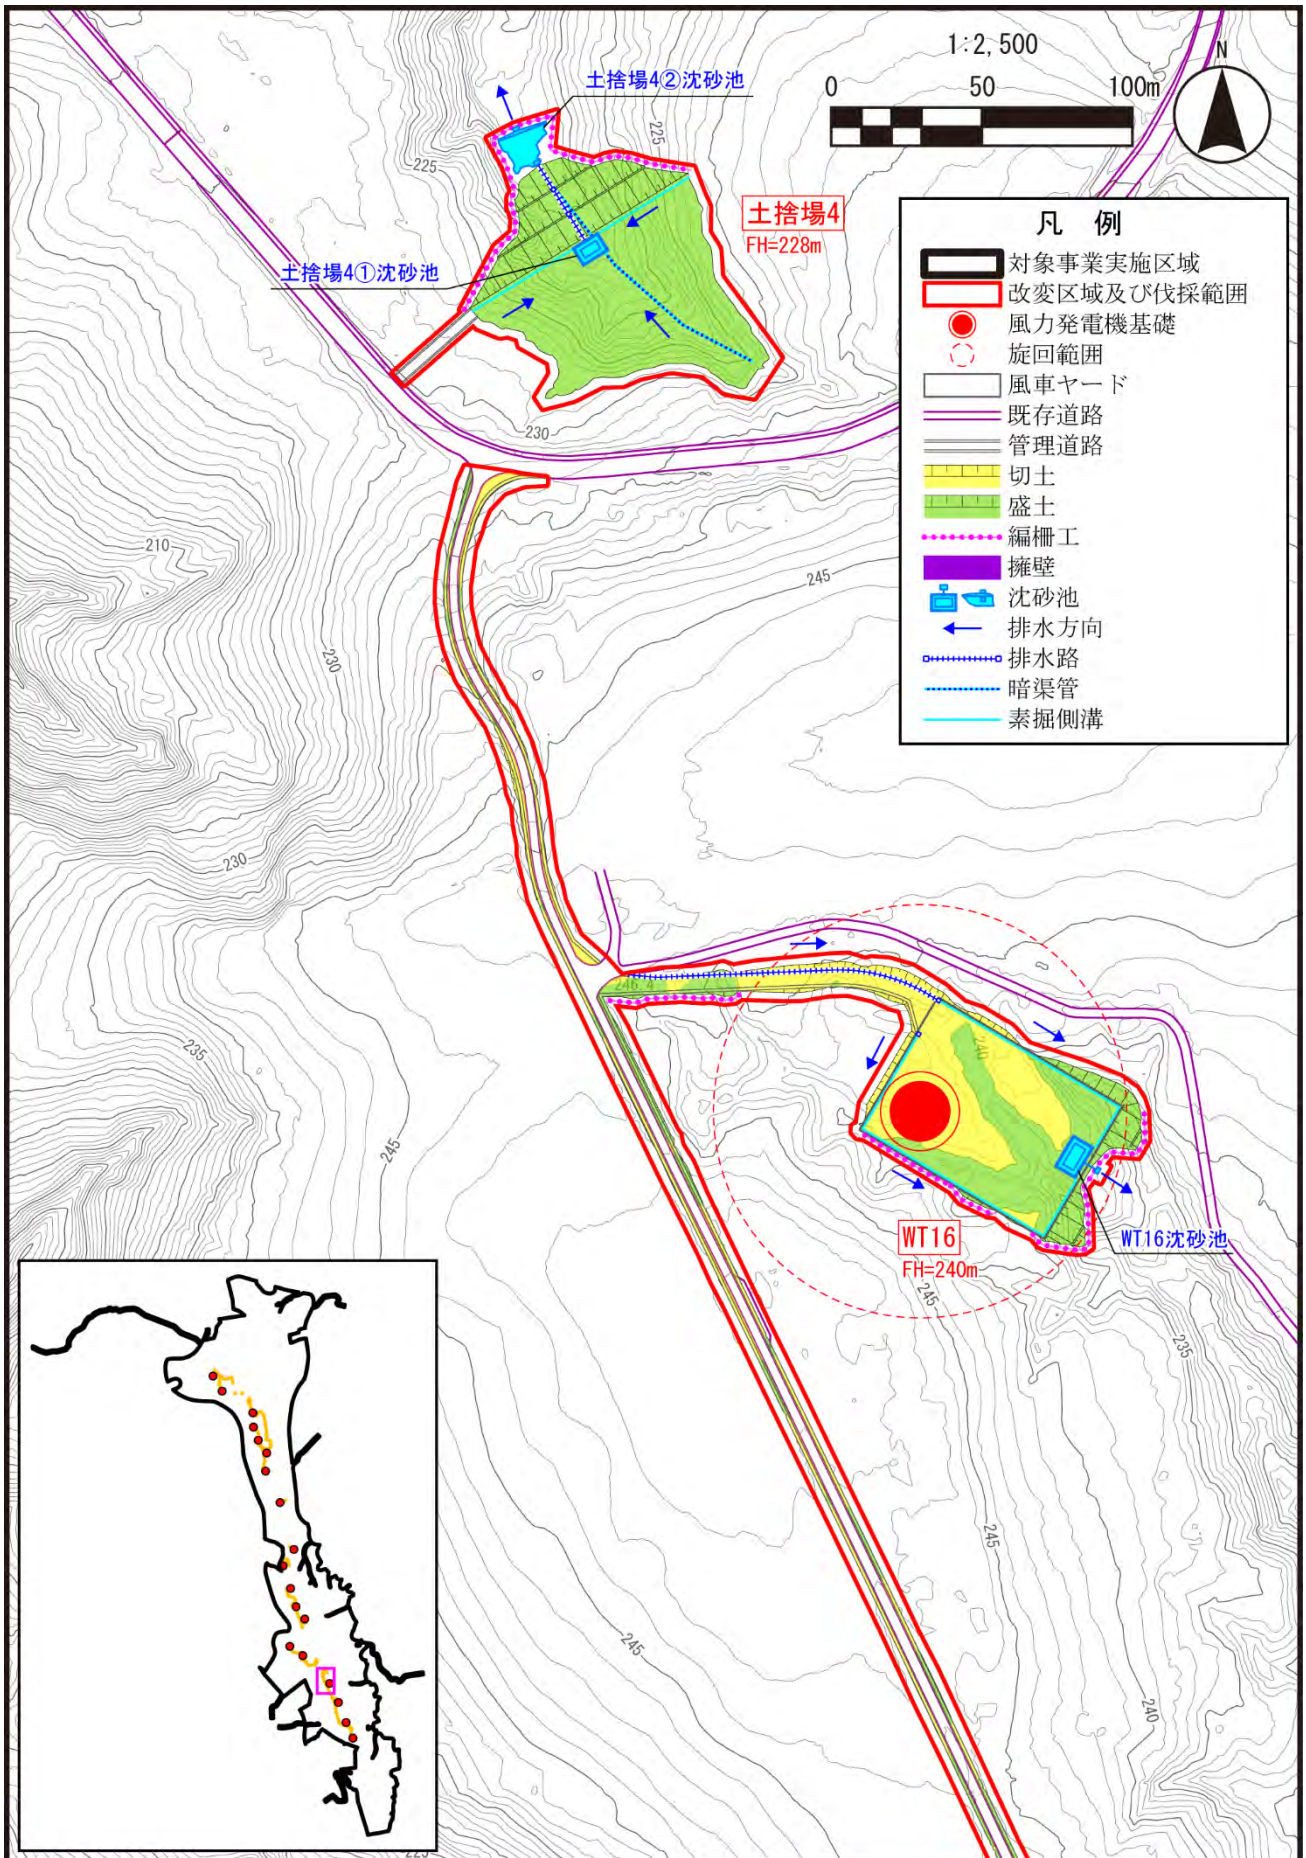 1:2,500
0 50 100m
N
土捨場4②沈砂池
225
225
土捨場4
FH=228m
土捨場4①沈砂池
230
凡 例
対象事業実施区域
改変区域及び伐採範囲
風力発電機基礎
旋回範囲
風車ヤード
既存道路
管理道路
切土
盛土
編柵工
擁壁
沈砂池
排水方向
排水路
暗渠管
素掘側溝
210
245
230
230
246.4
240
235
245
WT16
FH=240m
WT16沈砂池
245
235
245
245
240